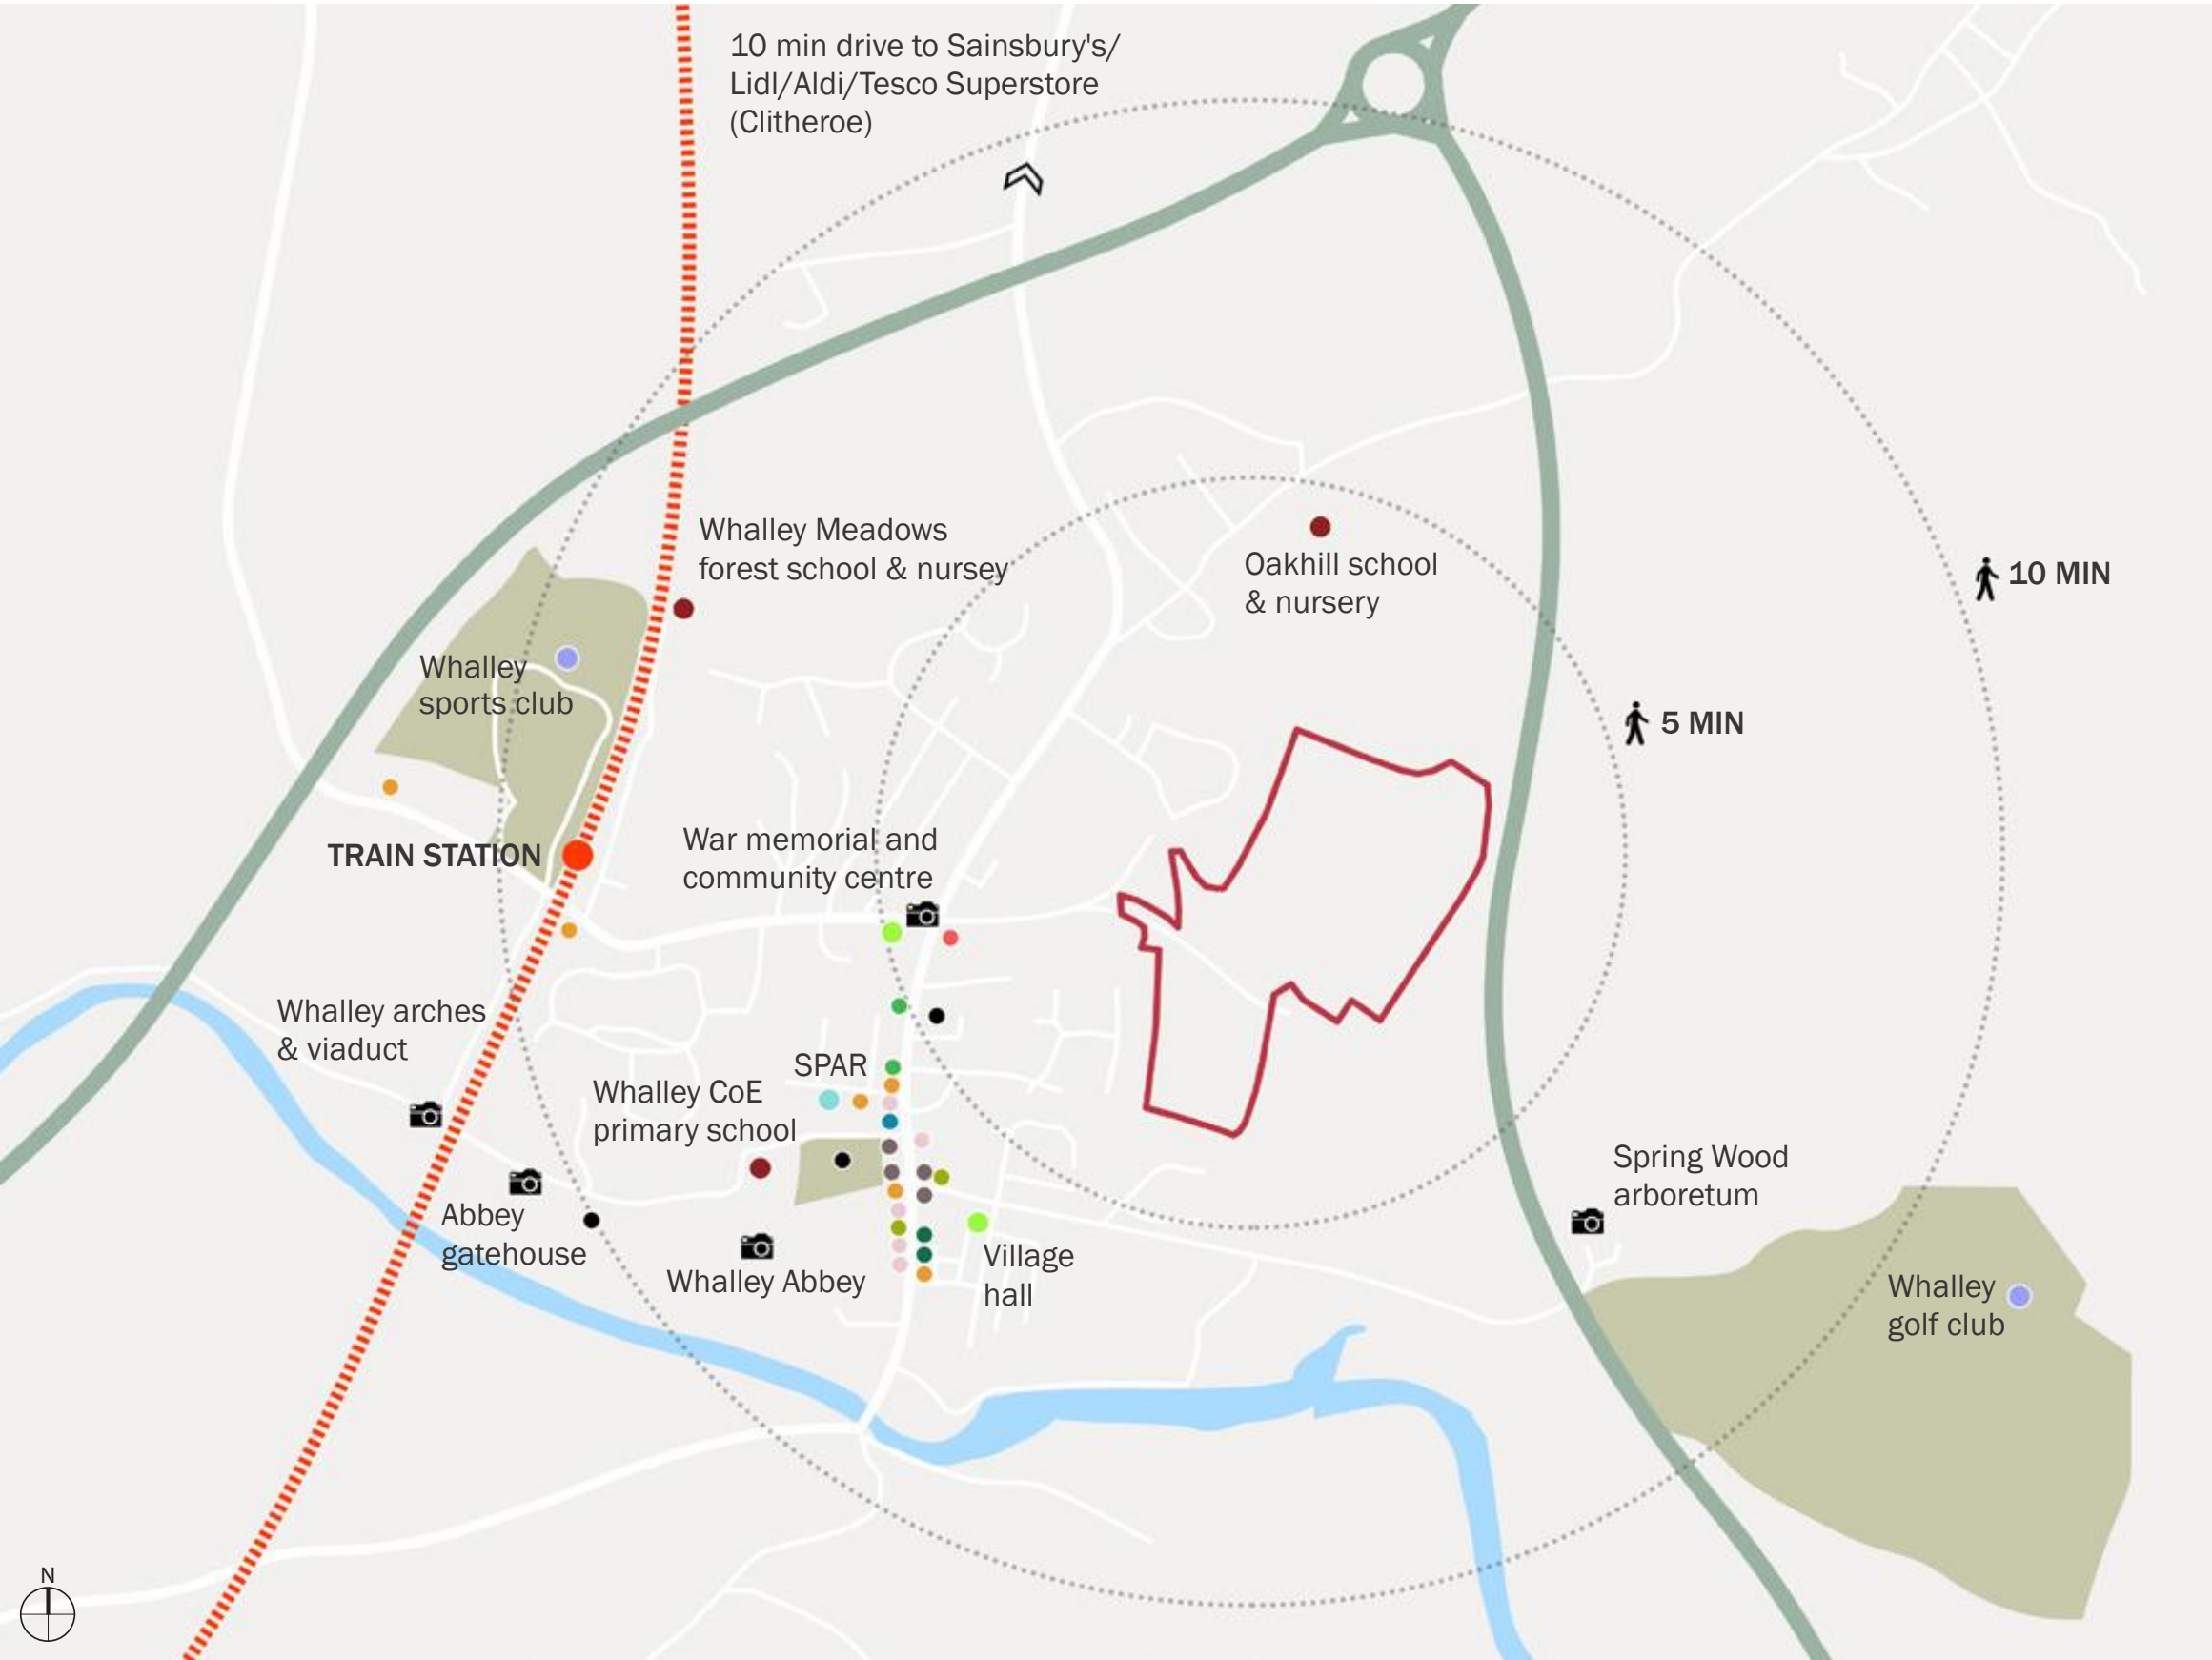 10 min drive to Sainsbury's/
Lidl/Aldi/Tesco Superstore
(Clitheroe)
Whalley Meadows
forest school & nursey
Oakhill school
& nursery
10 MIN
Whalley
sports club
5 MIN
TRAIN STATION
War memorial and
community centre
Whalley arches
& viaduct
SPAR
Whalley CoE
primary school
Spring Wood
arboretum
Abbey
gatehouse
Whalley Abbey
Village
hall
Whalley
golf club
N